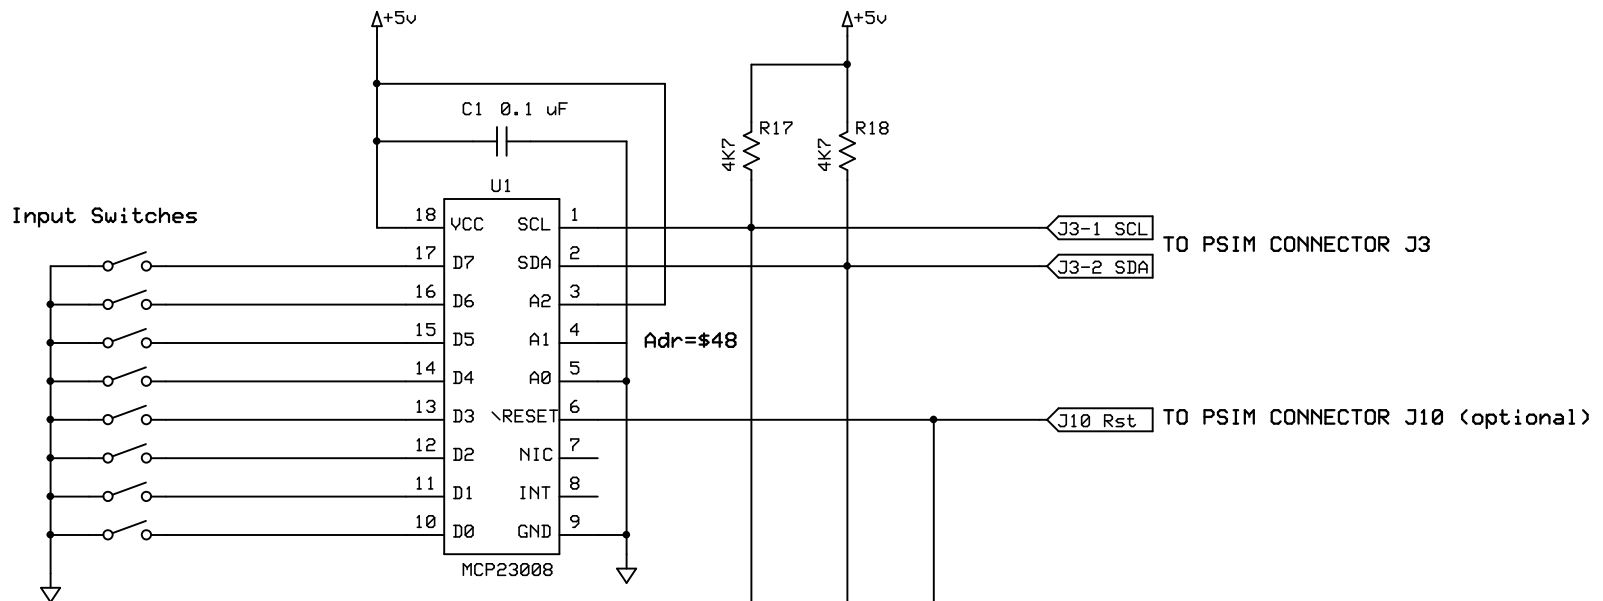 +5v
+5v
C1 0.1 uF
R17
R18
4K7
4K7
U1
Input Switches
18 VCC SCL 1
J3-1 SCL
TO PSIM CONNECTOR J3
17 D7 SDA 2
J3-2 SDA
16 D6 A2 3
15 D5 A1 4
Adr=$48
14 D4 A0 5
13 D3 \RESET 6
J10 Rst
TO PSIM CONNECTOR J10 (optional)
12 D2 NIC 7
11 D1 INT 8
10 D0 GND 9
MCP23008